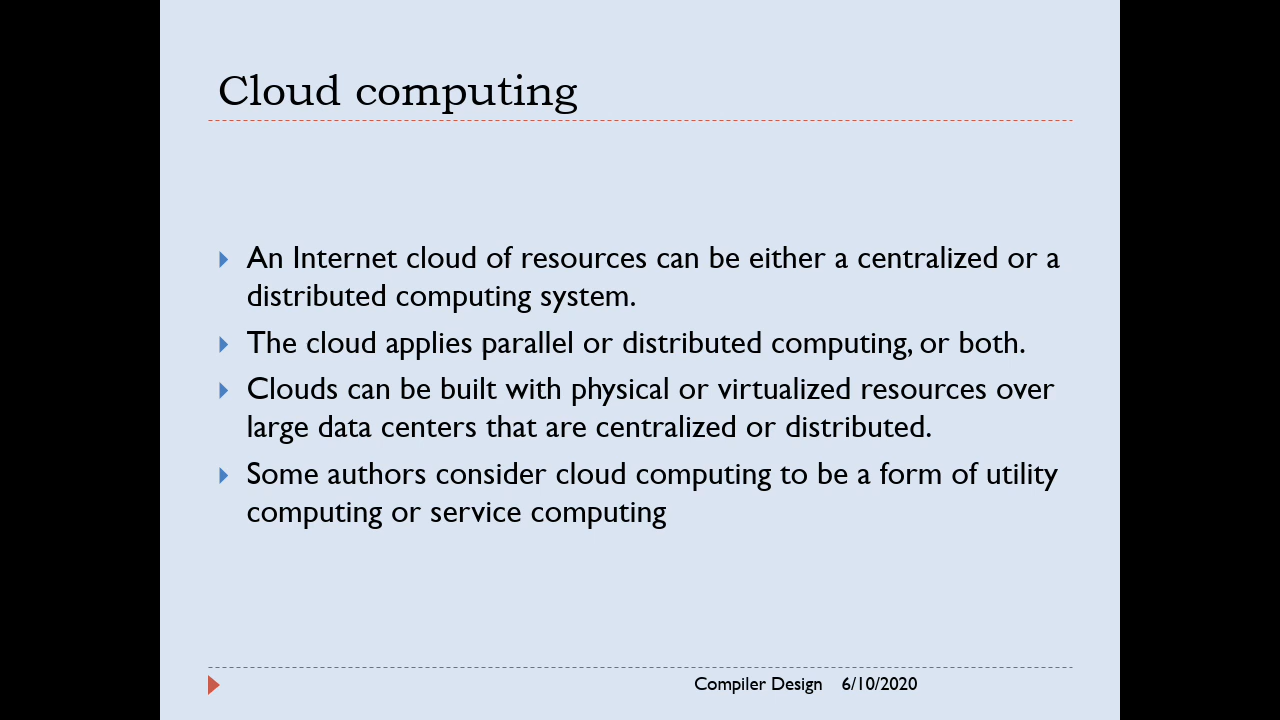 Cloud computing
An Internet cloud of resources can be either a centralized or a
distributed computing system.
The cloud applies parallel or distributed computing, or both.
Clouds can be built with physical or virtualized resources over
large data centers that are centralized or distributed.
Some authors consider cloud computing to be a form of utility
computing or service computing
Compiler Design 6/10/2020